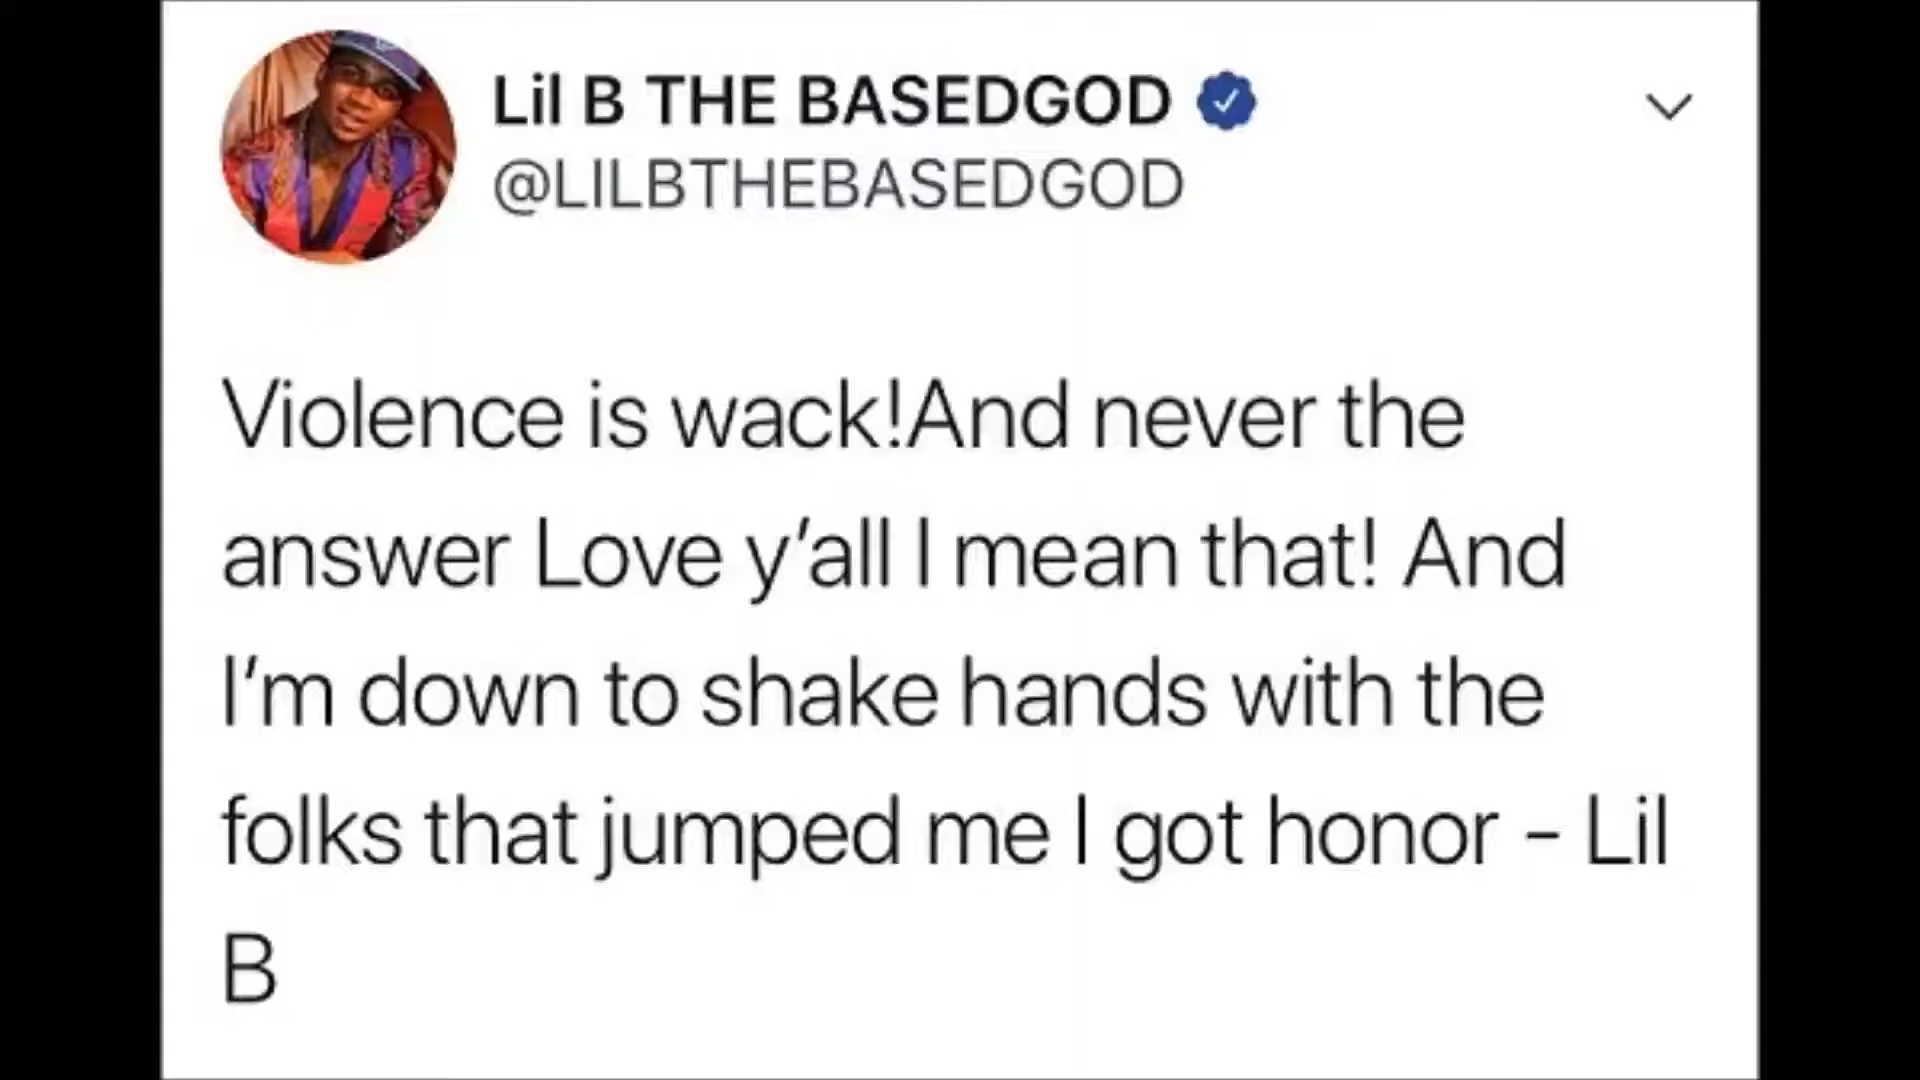 Lil B THE BASEDGOD
@LILBTHEBASEDGOD
Violence is wack!And never the
answer Love y’all I mean that! And
I’m down to shake hands with the
folks that jumped me I got honor - Lil
B